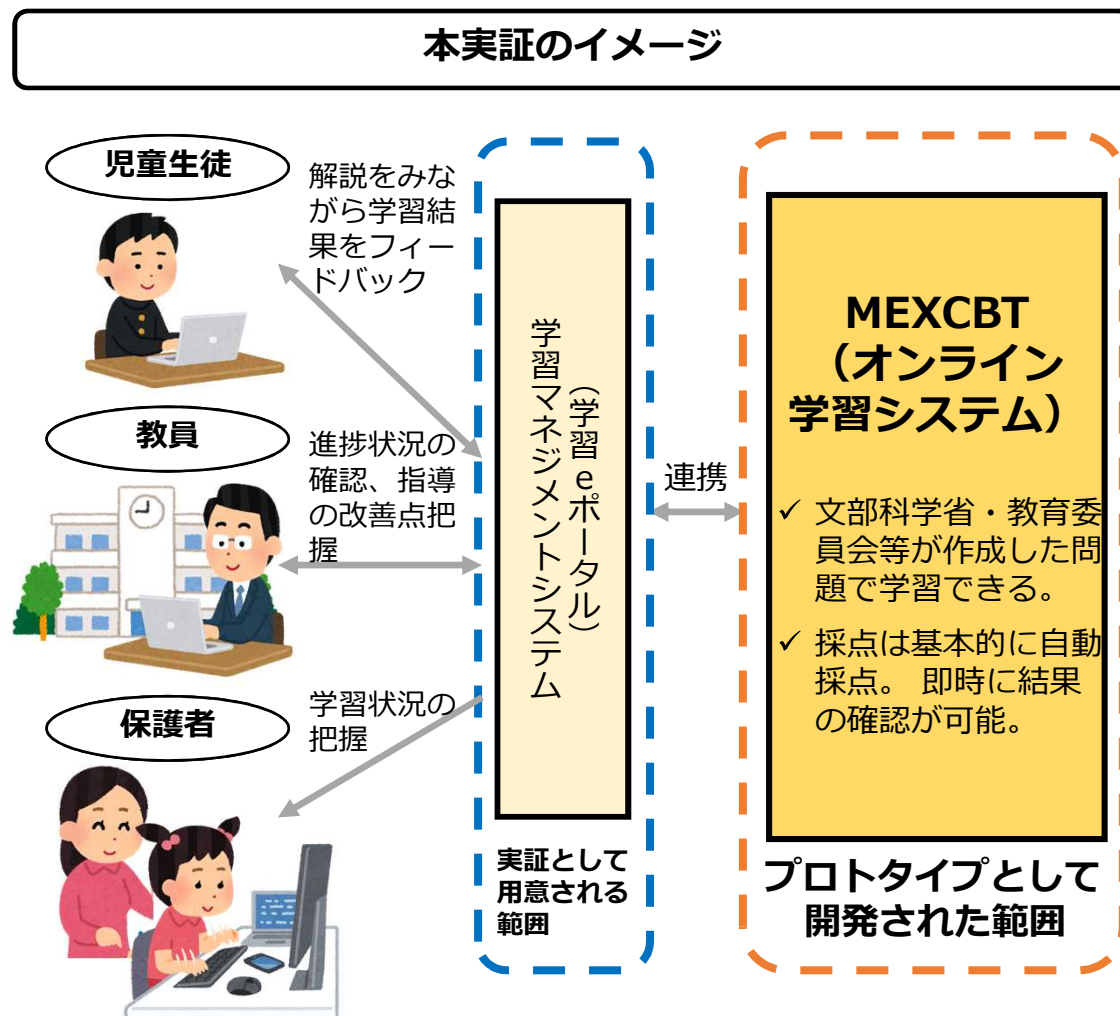 本実証のイメージ
児童生徒
解説をみな
がら学習結
果をフィー
ドバック
教員
進捗状況の
確認、指導
の改善点把
握
保護者
学習状況の
把握
学習マネジメントシステム
（学習eポータル）
実証として
用意される
範囲
連携
MEXCBT
（オンライン
学習システム）
✓ 文部科学省・教育委
員会等が作成した問
題で学習できる。
✓ 採点は基本的に自動
採点。 即時に結果
の確認が可能。
プロトタイプとして
開発された範囲